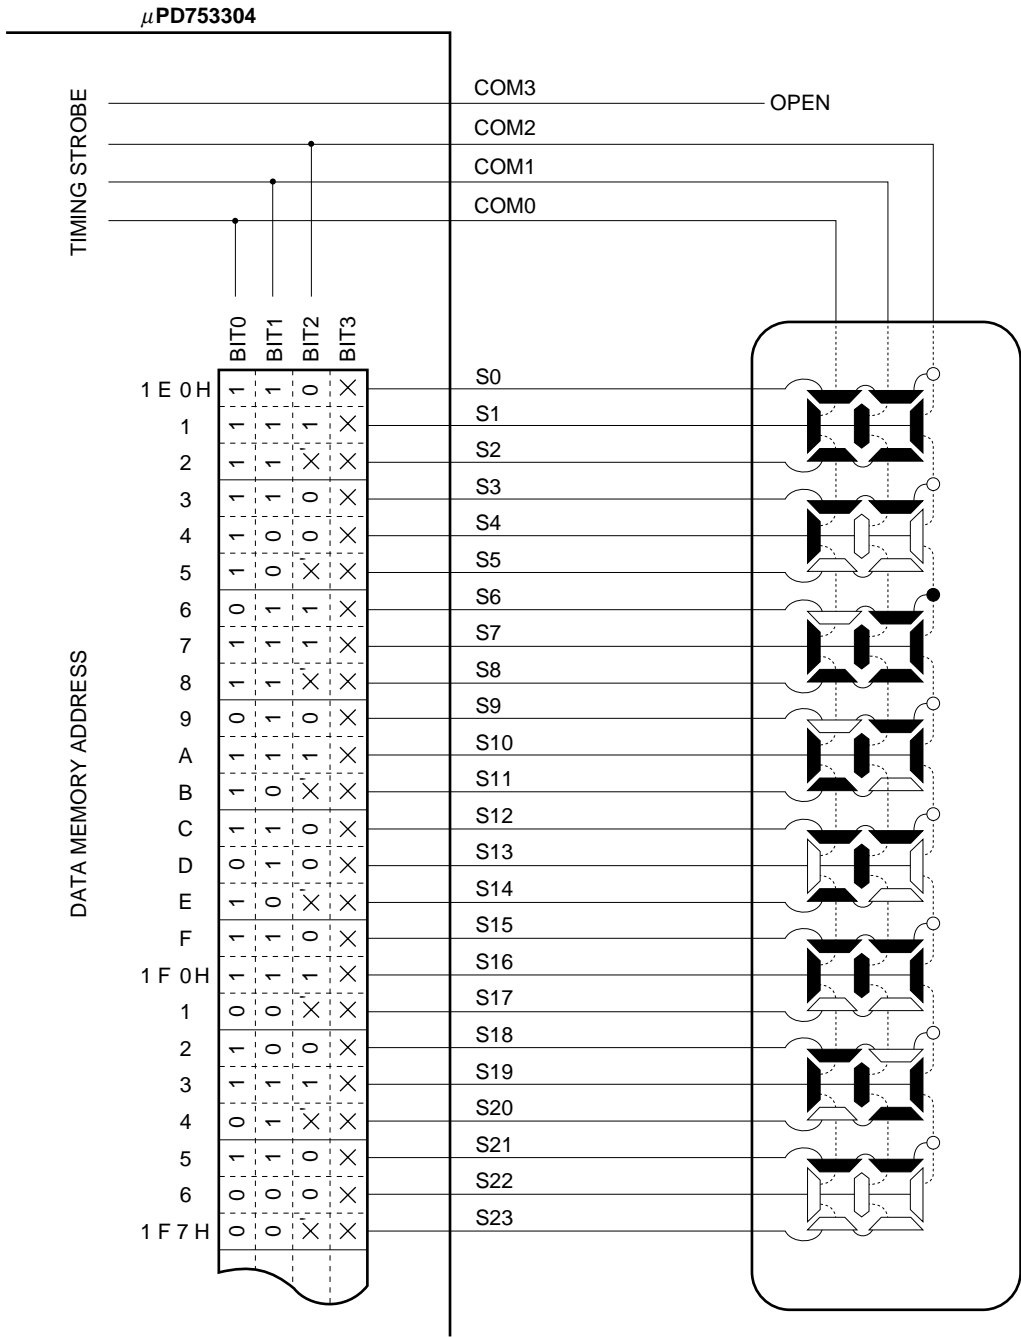 μPD753304
TIMING STROBE
COM3
OPEN
COM2
COM1
COM0
BIT0 BIT1 BIT2 BIT3
DATA MEMORY ADDRESS
1E0H 1 1 0 × S0
1 1 1 1 × S1
2 1 1 × × S2
3 1 1 0 × S3
4 1 0 0 × S4
5 1 0 × × S5
6 0 1 1 × S6
7 1 1 1 × S7
8 1 1 × × S8
9 0 1 0 × S9
A 1 1 1 × S10
B 1 0 × × S11
C 1 1 0 × S12
D 0 1 0 × S13
E 1 0 × × S14
F 1 1 0 × S15
1F0H 1 1 1 × S16
1 0 0 × × S17
2 1 0 0 × S18
3 1 1 1 × S19
4 0 1 × × S20
5 1 1 0 × S21
6 0 0 0 × S22
1F7H 0 0 × × S23